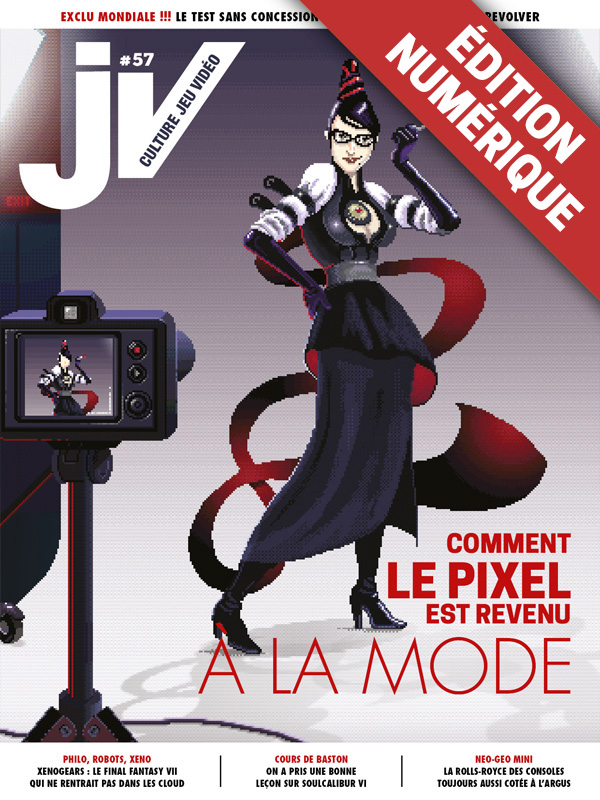 EXCLU MONDIALE !!! LE TEST SANS CONCESSION
REVOLVER
#57
jV
CULTURE JEU VIDÉO
ÉDITION
NUMÉRIQUE
EXIT
COMMENT
LE PIXEL
EST REVENU
A LA MODE
PHILO, ROBOTS, XENO
XENOGEARS : LE FINAL FANTASY VII
QUI NE RENTRAIT PAS DANS LES CLOUD
COURS DE BASTON
ON A PRIS UNE BONNE
LEÇON SUR SOULCALIBUR VI
NEO-GEO MINI
LA ROLLS-ROYCE DES CONSOLES
TOUJOURS AUSSI COTÉE À L'ARGUS